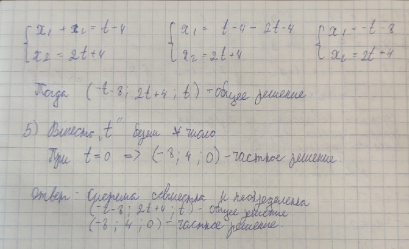 { x₁ + x₂ = t-4
x₂ = 2t+4
{ x₁ = t-4-2t-4
x₂ = 2t+4
{ x₁ = -t-8
x₂ = 2t+4
Тогда (-t-8; 2t+4; t) - общее решение
5) Вместо „t" берём ∀ число
При t=0 => (-8; 4; 0) - частное решение
Ответ: Система совместна и неопределенна
(-t-8; 2t+4; t) - общее решение
(-8; 4; 0) - частное решение